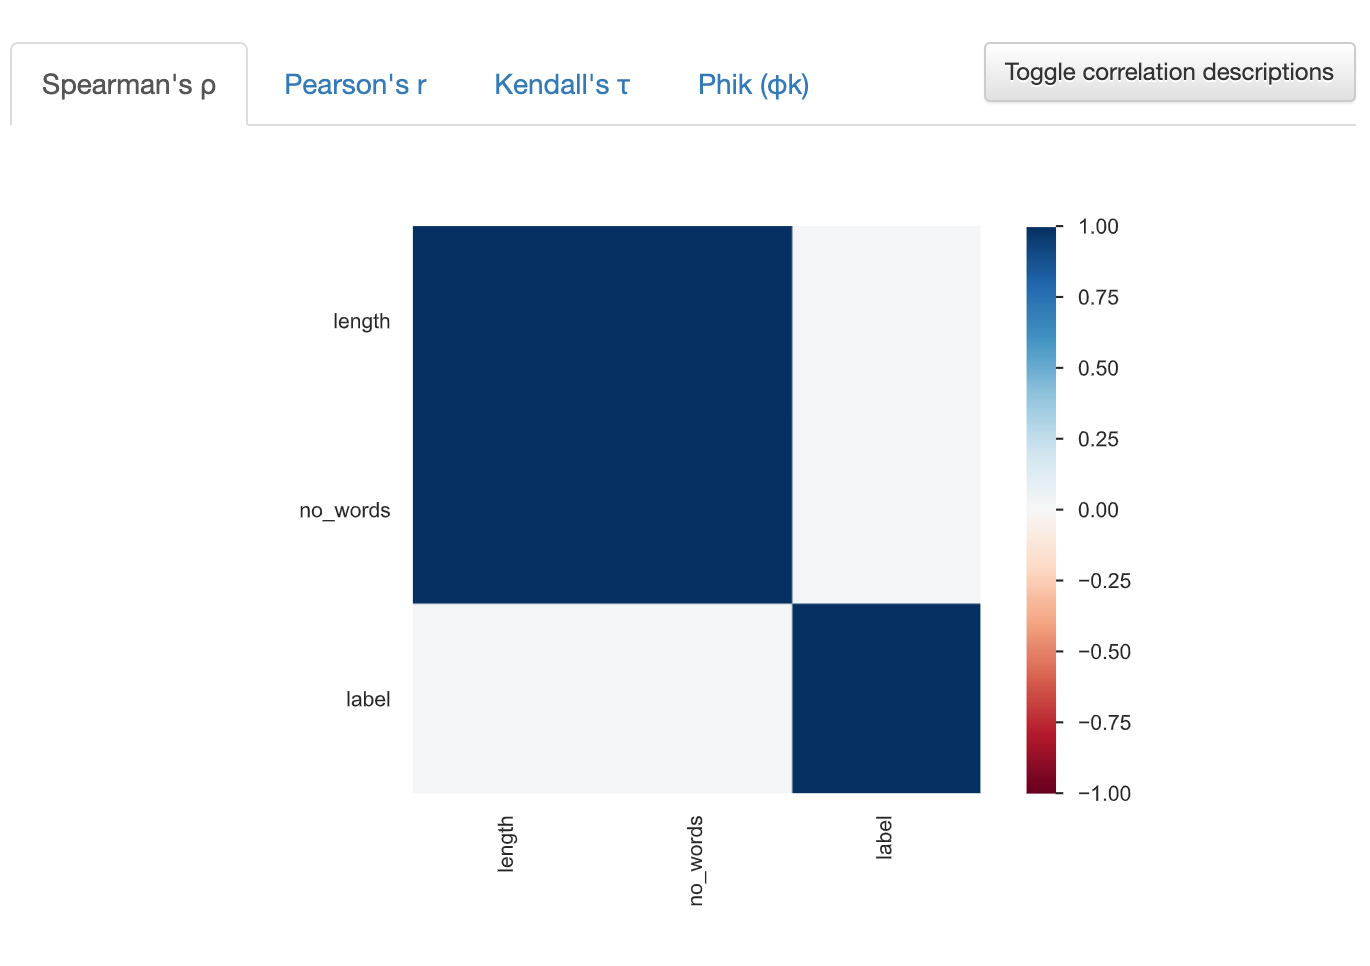 Spearman's ρ
Pearson's r
Kendall's τ
Phik (φk)
Toggle correlation descriptions
length
no_words
label
length
no_words
label
1.00
0.75
0.50
0.25
0.00
−0.25
−0.50
−0.75
−1.00